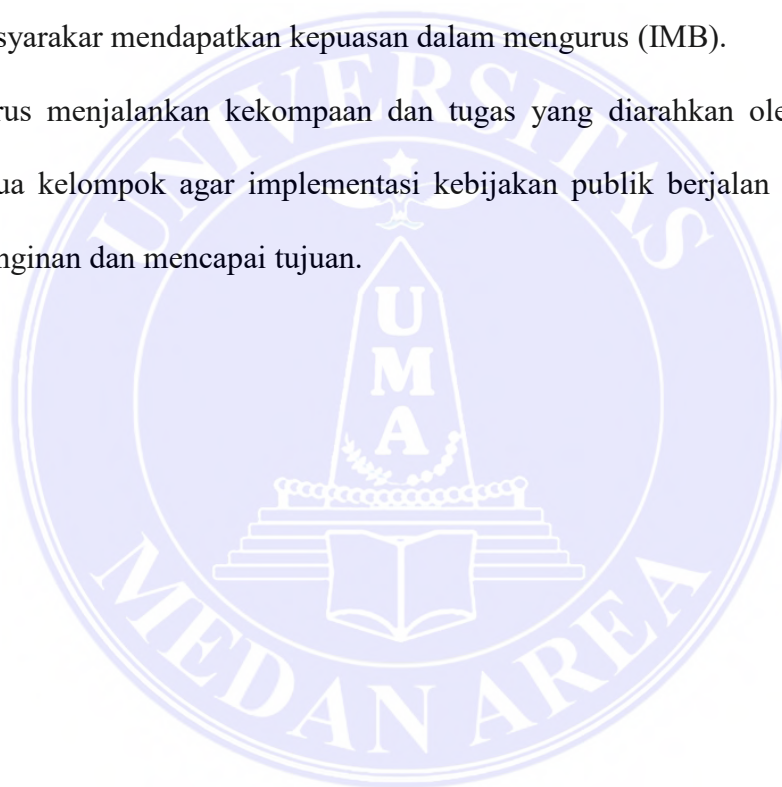 syarakar mendapatkan kepuasan dalam mengurus (IMB).
rus menjalankan kekompaan dan tugas yang diarahkan ole
ua kelompok agar implementasi kebijakan publik berjalan
nginan dan mencapai tujuan.
UNIVERSITAS
U
M
A
MEDAN AREA